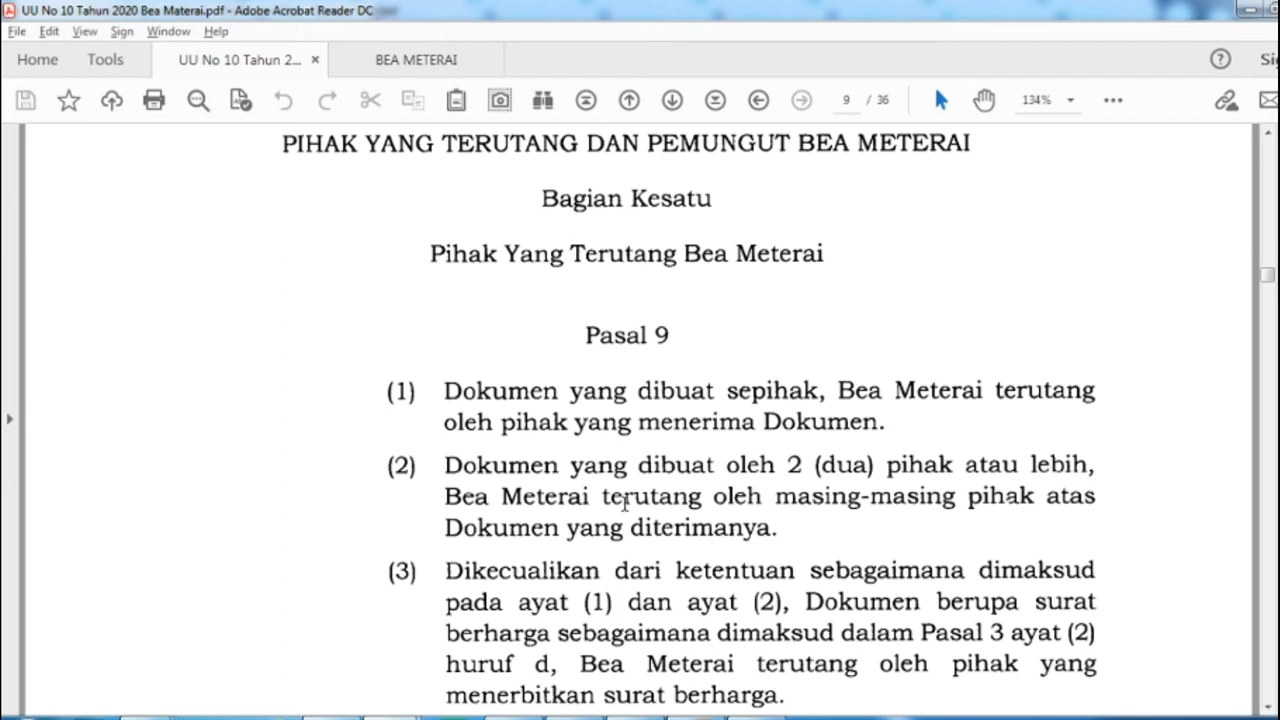 UU No 10 Tahun 2020 Bea Materai.pdf - Adobe Acrobat Reader DC
File Edit View Sign Window Help
Home Tools UU No 10 Tahun 2... × BEA METERAI
9 / 36 134%
PIHAK YANG TERUTANG DAN PEMUNGUT BEA METERAI
Bagian Kesatu
Pihak Yang Terutang Bea Meterai
Pasal 9
(1) Dokumen yang dibuat sepihak, Bea Meterai terutang
oleh pihak yang menerima Dokumen.
(2) Dokumen yang dibuat oleh 2 (dua) pihak atau lebih,
Bea Meterai terutang oleh masing-masing pihak atas
Dokumen yang diterimanya.
(3) Dikecualikan dari ketentuan sebagaimana dimaksud
pada ayat (1) dan ayat (2), Dokumen berupa surat
berharga sebagaimana dimaksud dalam Pasal 3 ayat (2)
huruf d, Bea Meterai terutang oleh pihak yang
menerbitkan surat berharga.